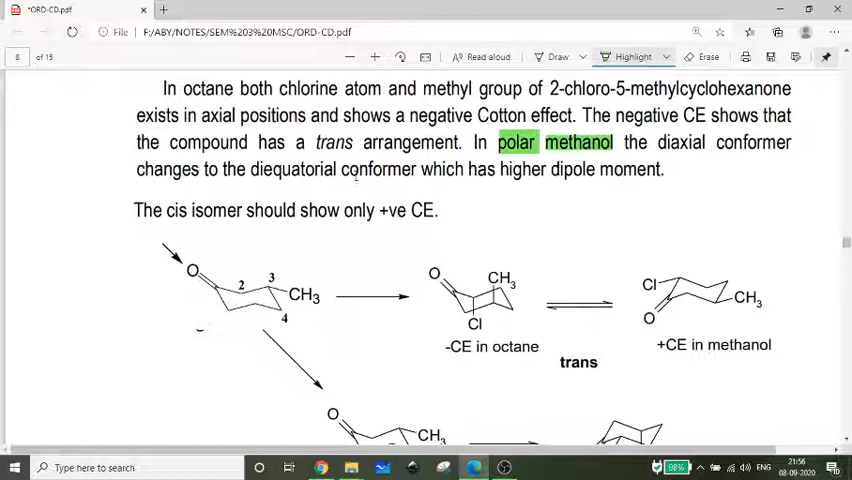 *ORD-CD.pdf
File
F:/ABY/NOTES/SEM%203%20MSC/ORD-CD.pdf
8 of 15
Read aloud
Draw
Highlight
Erase
In octane both chlorine atom and methyl group of 2-chloro-5-methylcyclohexanone
exists in axial positions and shows a negative Cotton effect. The negative CE shows that
the compound has a trans arrangement. In polar methanol the diaxial conformer
changes to the diequatorial conformer which has higher dipole moment.
The cis isomer should show only +ve CE.
O
2
3
CH3
4
O
CH3
Cl
-CE in octane
trans
Cl
O
CH3
+CE in methanol
O
CH3
Type here to search
98%
ENG
21:56
08-09-2020